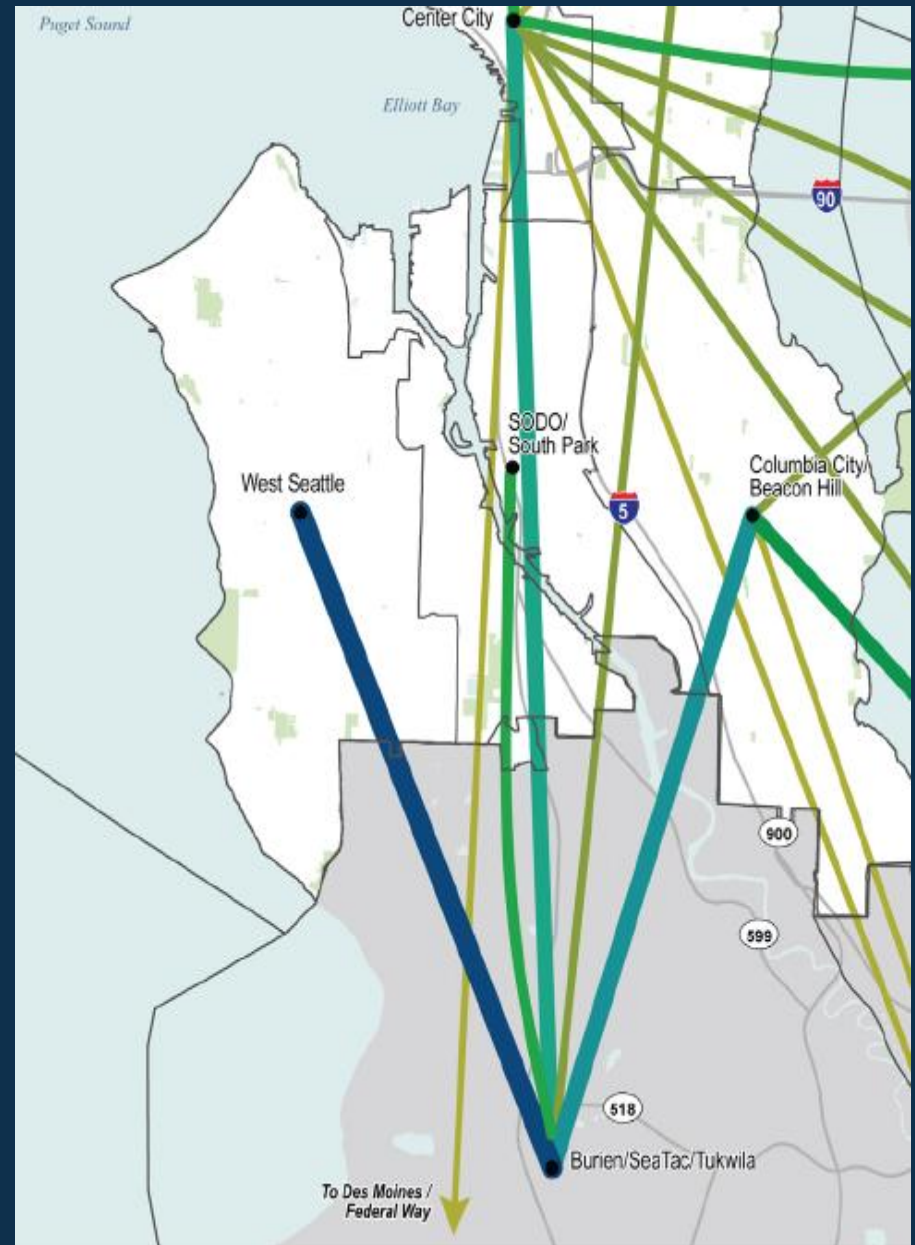 Puget Sound
Center City
Elliott Bay
90
SODO/
South Park
West Seattle
Columbia City/
Beacon Hill
5
900
599
518
Burien/SeaTac/Tukwila
To Des Moines /
Federal Way